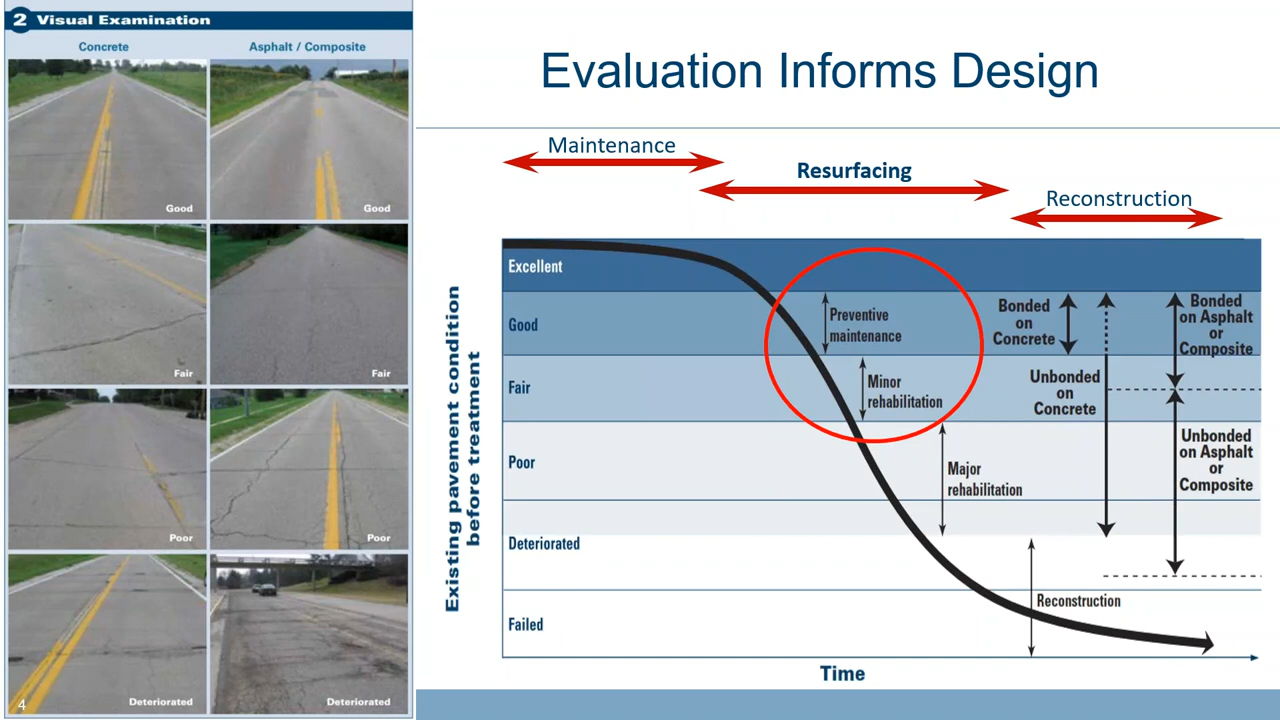 2 Visual Examination
Concrete
Asphalt / Composite
Good
Good
Fair
Fair
Poor
Poor
Deteriorated
Deteriorated
4
Evaluation Informs Design
Maintenance
Resurfacing
Reconstruction
Existing pavement condition
before treatment
Excellent
Good
Fair
Poor
Deteriorated
Failed
Preventive
maintenance
Minor
rehabilitation
Major
rehabilitation
Reconstruction
Bonded
on
Concrete
Unbonded
on
Concrete
Bonded
on Asphalt
or
Composite
Unbonded
on Asphalt
or
Composite
Time